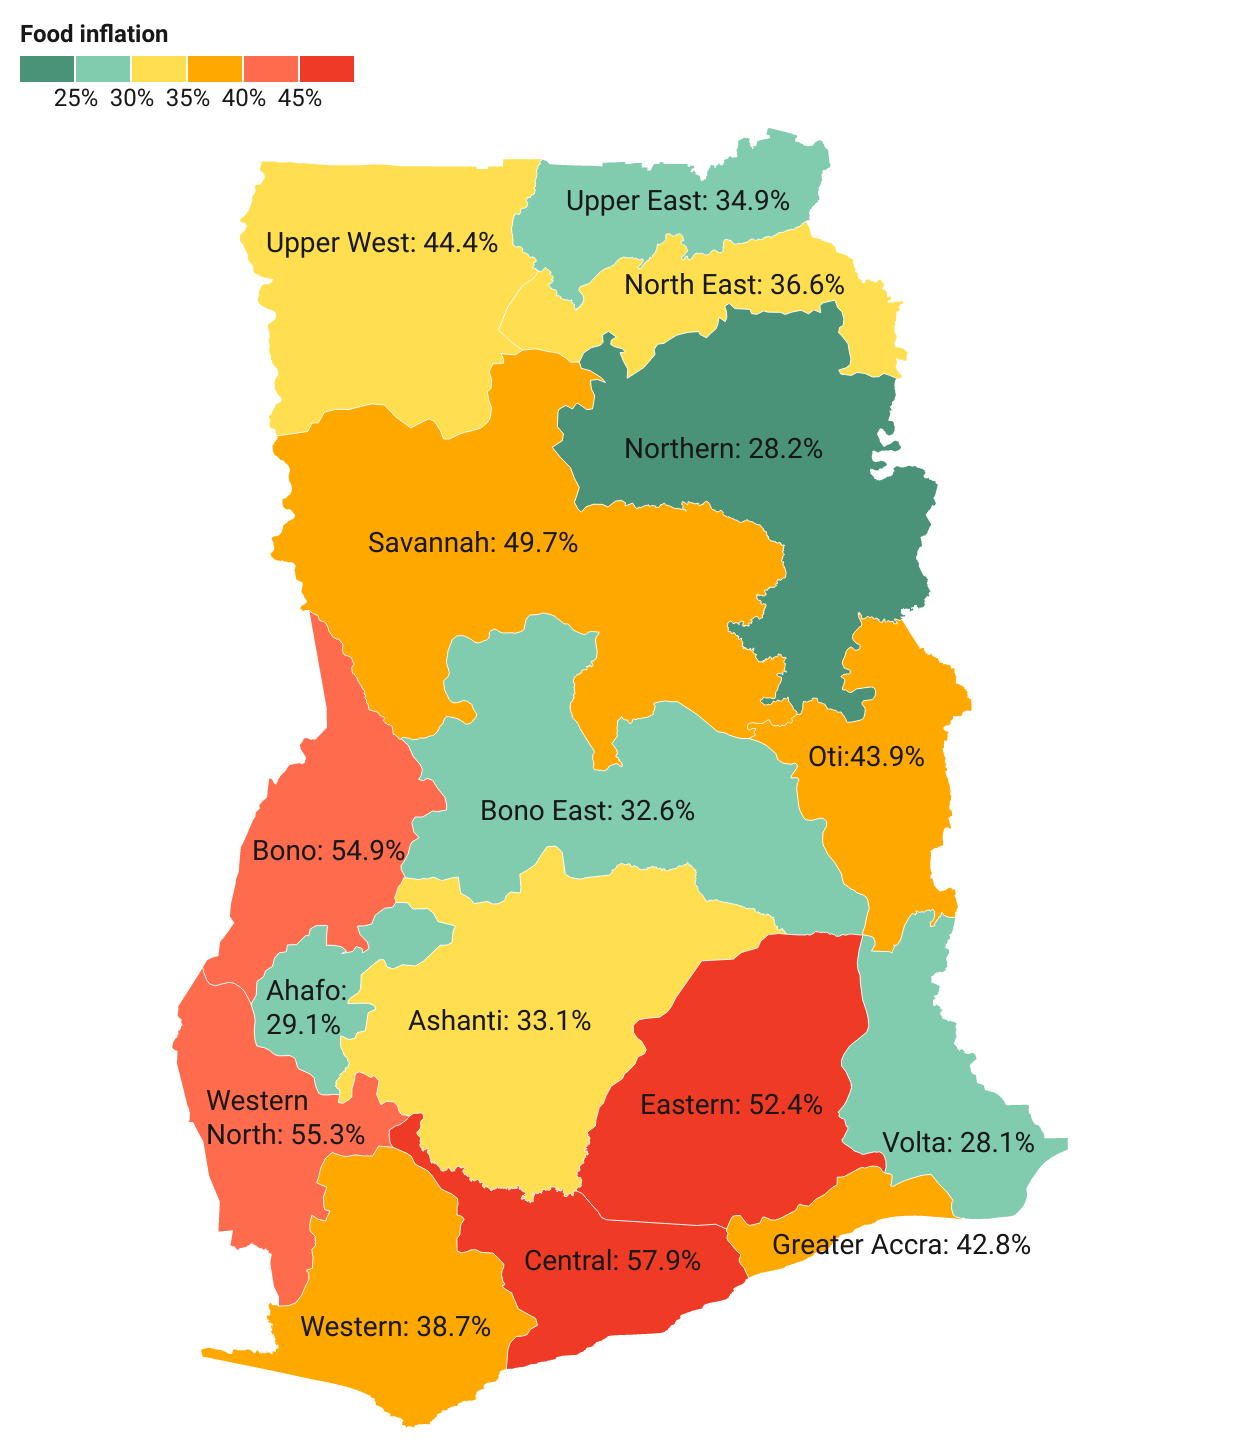 Food inflation
25% 30% 35% 40% 45%
Upper East: 34.9%
Upper West: 44.4%
North East: 36.6%
Northern: 28.2%
Savannah: 49.7%
Oti:43.9%
Bono East: 32.6%
Bono: 54.9%
Ahafo:
29.1%
Ashanti: 33.1%
Western
North: 55.3%
Eastern: 52.4%
Volta: 28.1%
Greater Accra: 42.8%
Central: 57.9%
Western: 38.7%